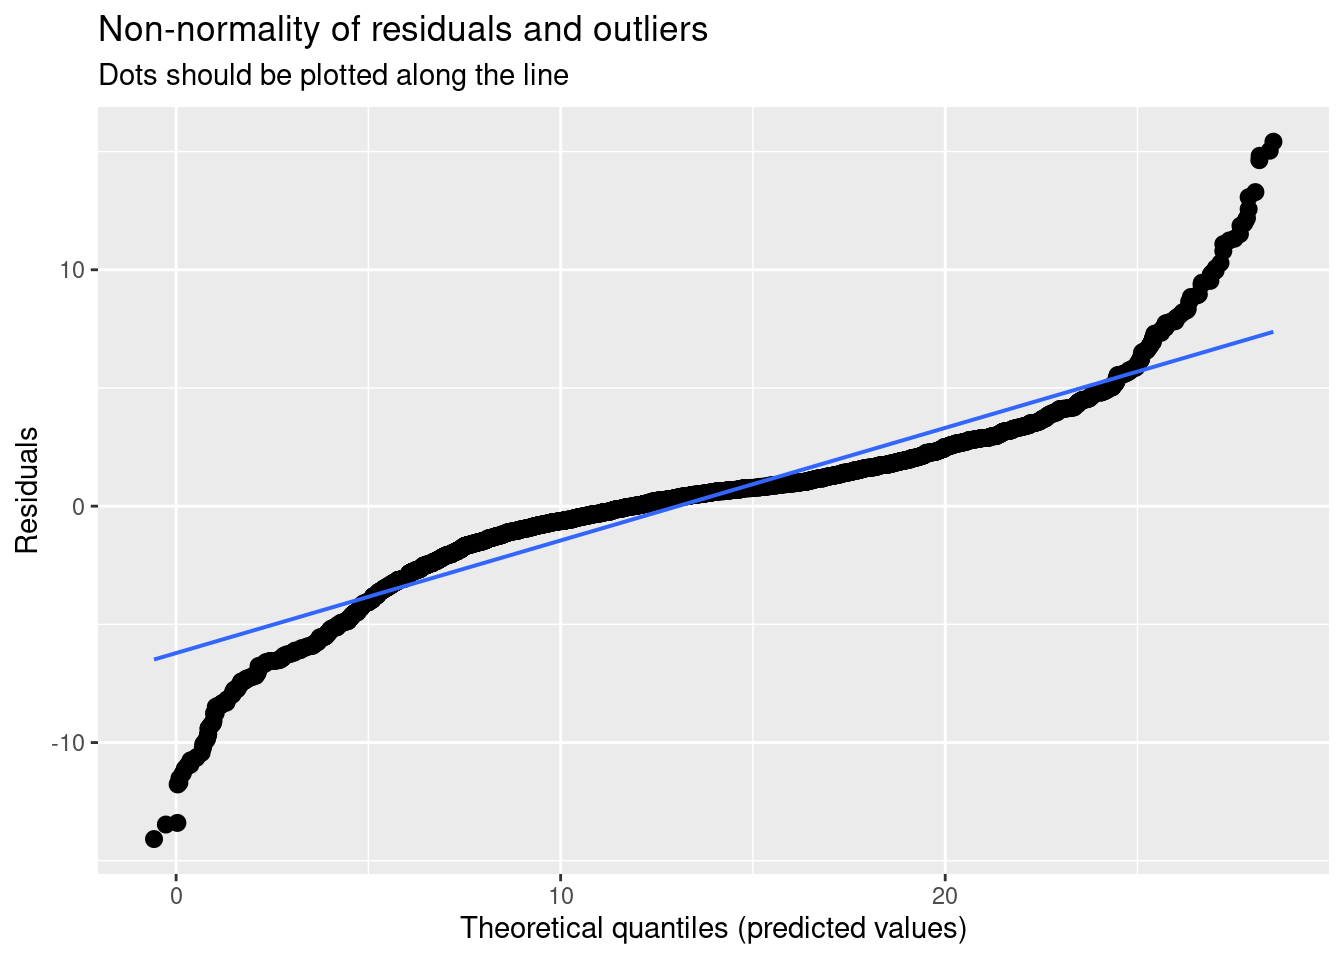 Non-normality of residuals and outliers
Dots should be plotted along the line
10
0
-10
Residuals
0 10 20
Theoretical quantiles (predicted values)